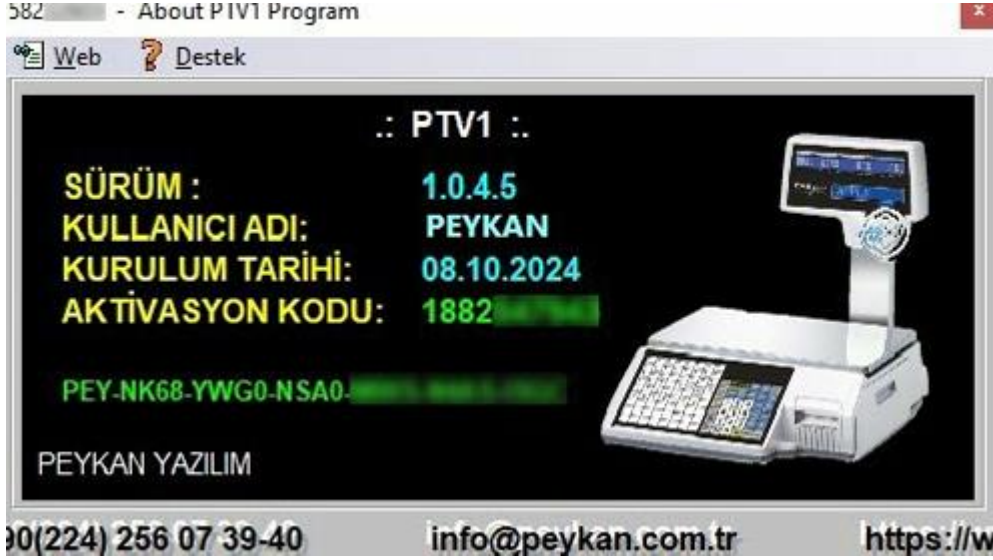 582 - About PTV1 Program
Web Destek
.: PTV1 :.
SÜRÜM : 1.0.4.5
KULLANICI ADI: PEYKAN
KURULUM TARİHİ: 08.10.2024
AKTİVASYON KODU: 1882
PEY-NK68-YWG0-NSA0-
PEYKAN YAZILIM
90(224) 256 07 39-40 info@peykan.com.tr https://w